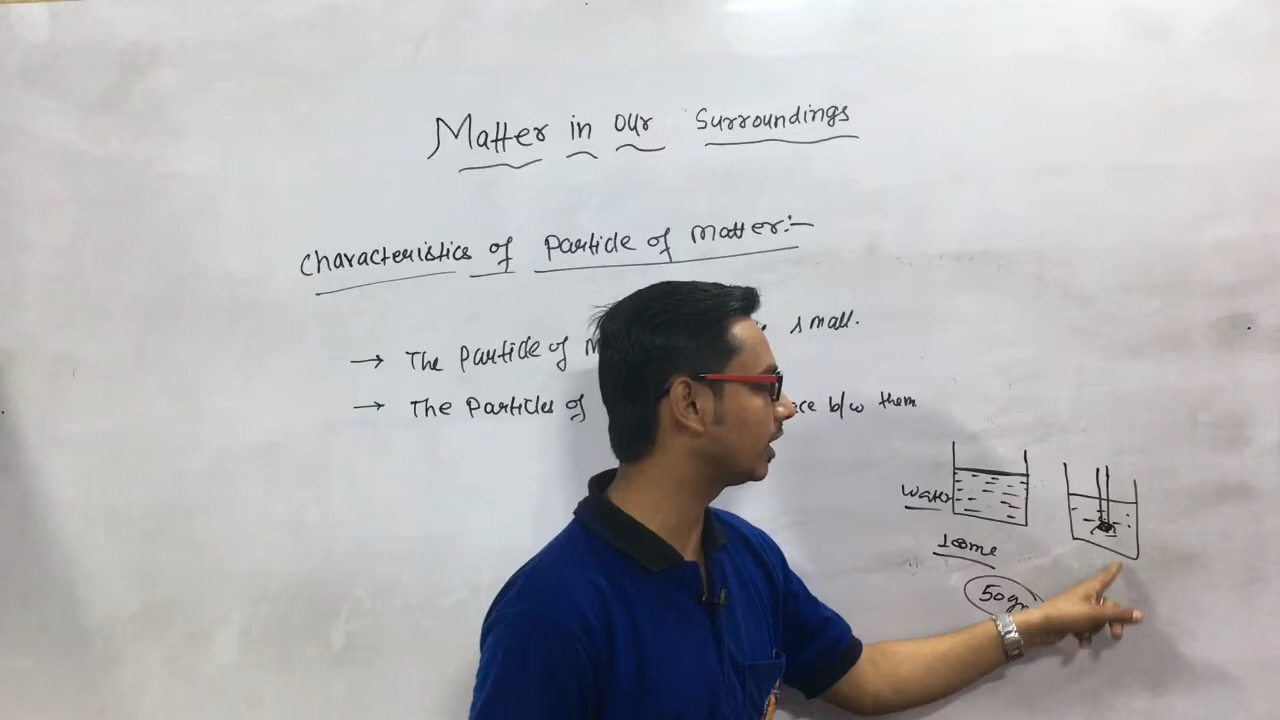 Matter in our Surroundings
Characteristics of Particle of Matter:-
→ The Particle of small.
→ The Particles of b/w them
Water
100ml
50g